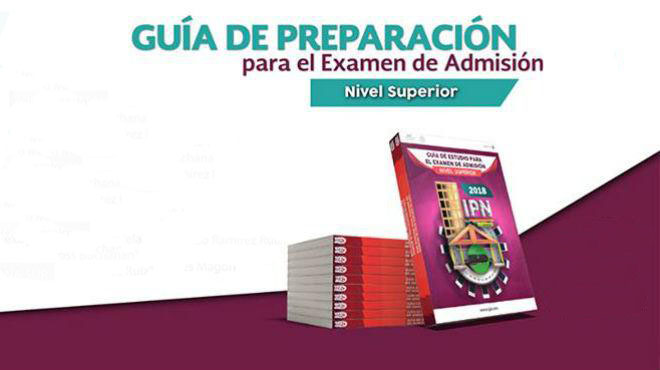 GUÍA DE PREPARACIÓN
para el Examen de Admisión
Nivel Superior
GUÍA DE ESTUDIO PARA
EL EXAMEN DE ADMISIÓN
NIVEL SUPERIOR
2018
IPN